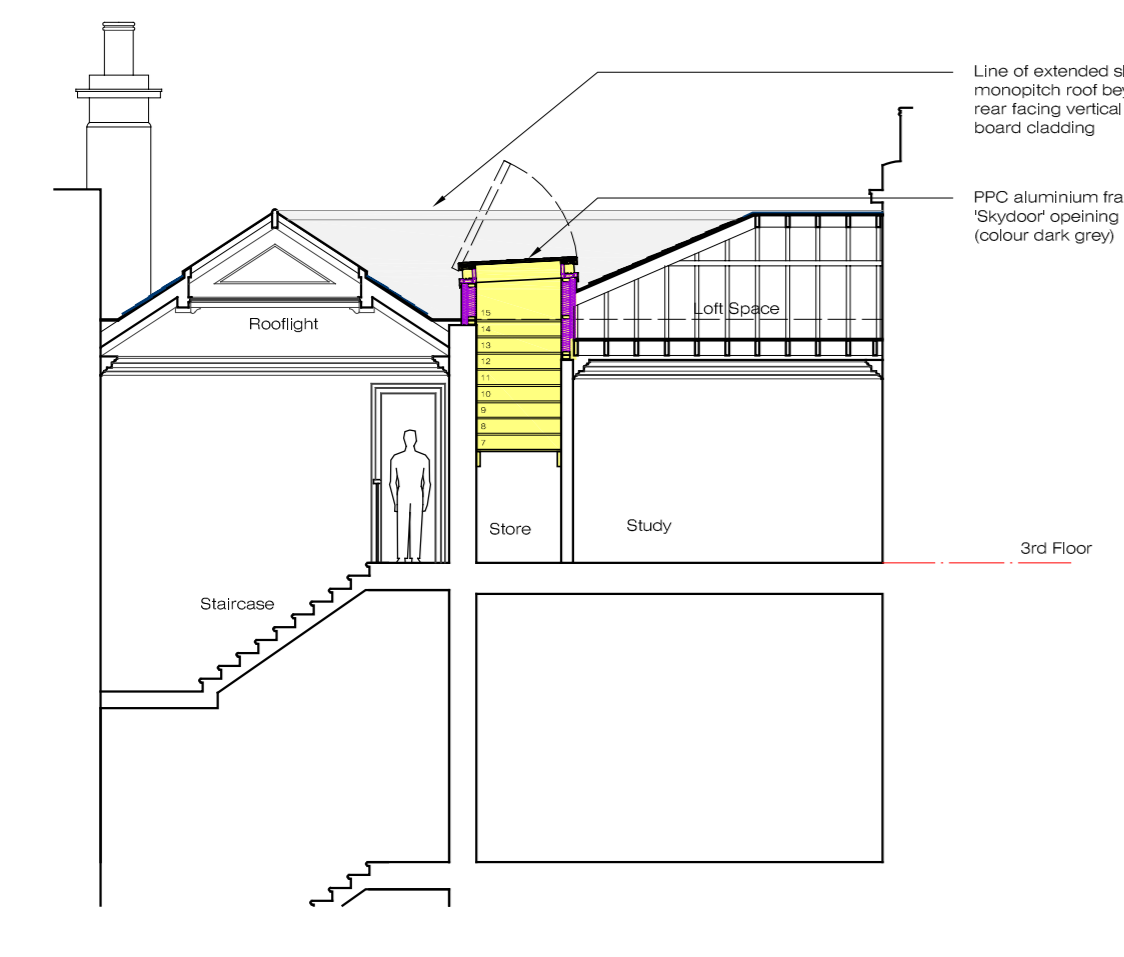 Line of extended sl
monopitch roof bey
rear facing vertical
board cladding
PPC aluminium fra
'Skydoor' opeining
(colour dark grey)
Rooflight
Loft Space
15
14
13
12
11
10
9
8
7
Store
Study
3rd Floor
Staircase